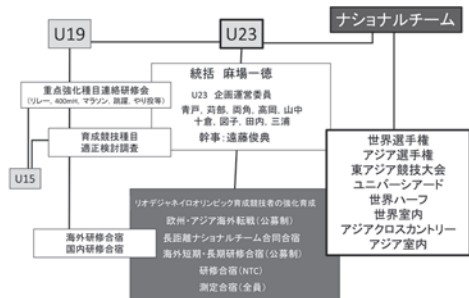 U19
U23
ナショナルチーム
統括 麻場一徳
U23 企画運営委員
青戸, 苅部, 両角, 高岡, 山中
十倉, 図子, 田内, 三浦
幹事：遠藤俊典
重点強化種目連絡研修会
（リレー, 400mH, マラソン, 跳躍, やり投等）
育成競技種目
適正検討調査
U15
世界選手権
アジア選手権
東アジア競技大会
ユニバーシアード
世界ハーフ
世界室内
アジアクロスカントリー
アジア室内
リオデジャネイロオリンピック育成競技者の強化育成
欧州・アジア海外転戦（公募制）
長距離ナショナルチーム合同合宿
海外短期・長期研修合宿（公募制）
研修合宿（NTC）
測定合宿（全員）
海外研修合宿
国内研修合宿